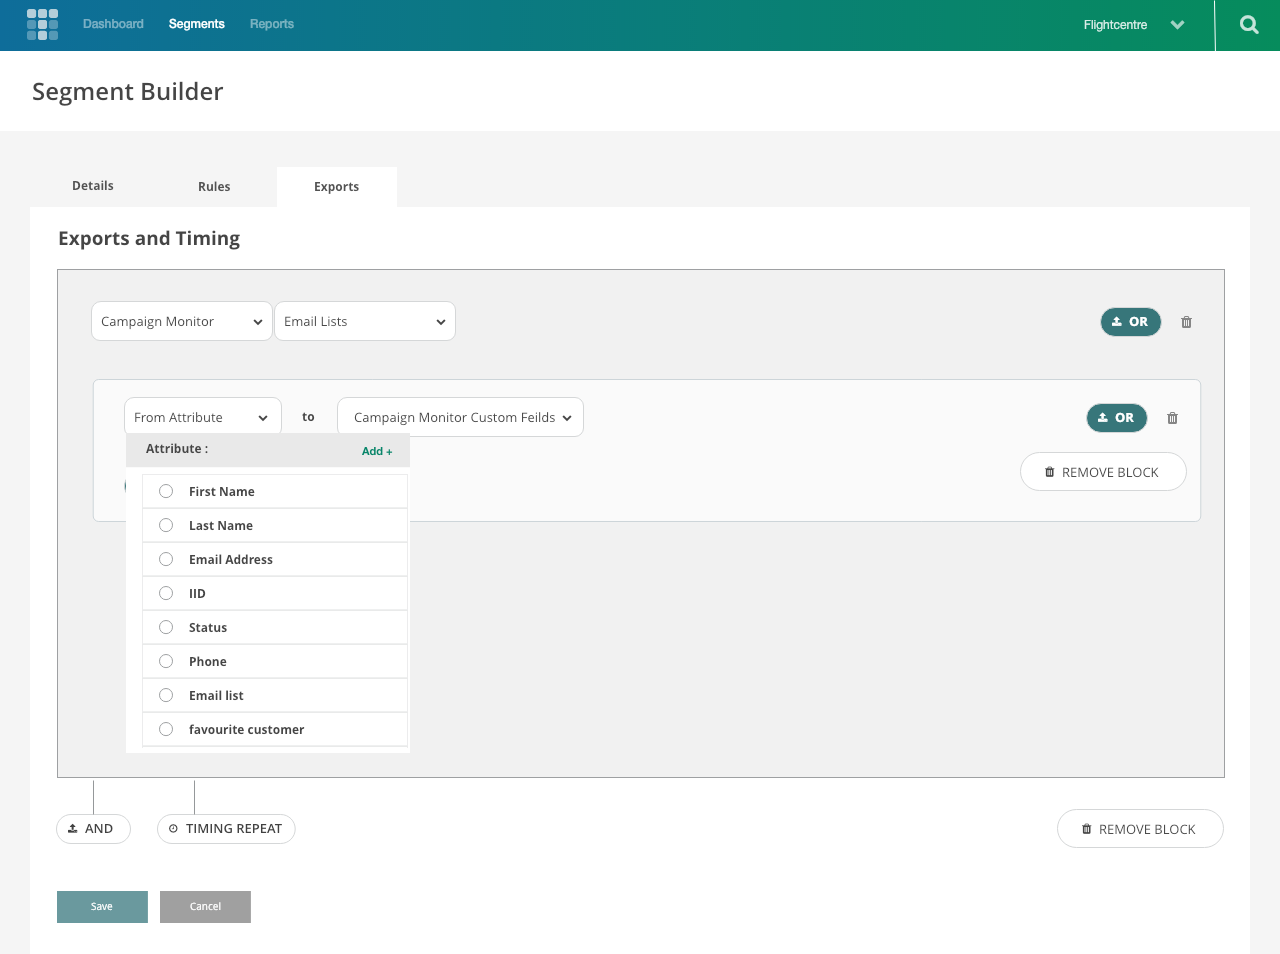 Dashboard Segments Reports Flightcentre
Segment Builder
Details Rules Exports
Exports and Timing
Campaign Monitor Email Lists OR
From Attribute to Campaign Monitor Custom Feilds OR
Attribute : Add +
REMOVE BLOCK
First Name
Last Name
Email Address
IID
Status
Phone
Email list
favourite customer
AND TIMING REPEAT REMOVE BLOCK
Save Cancel